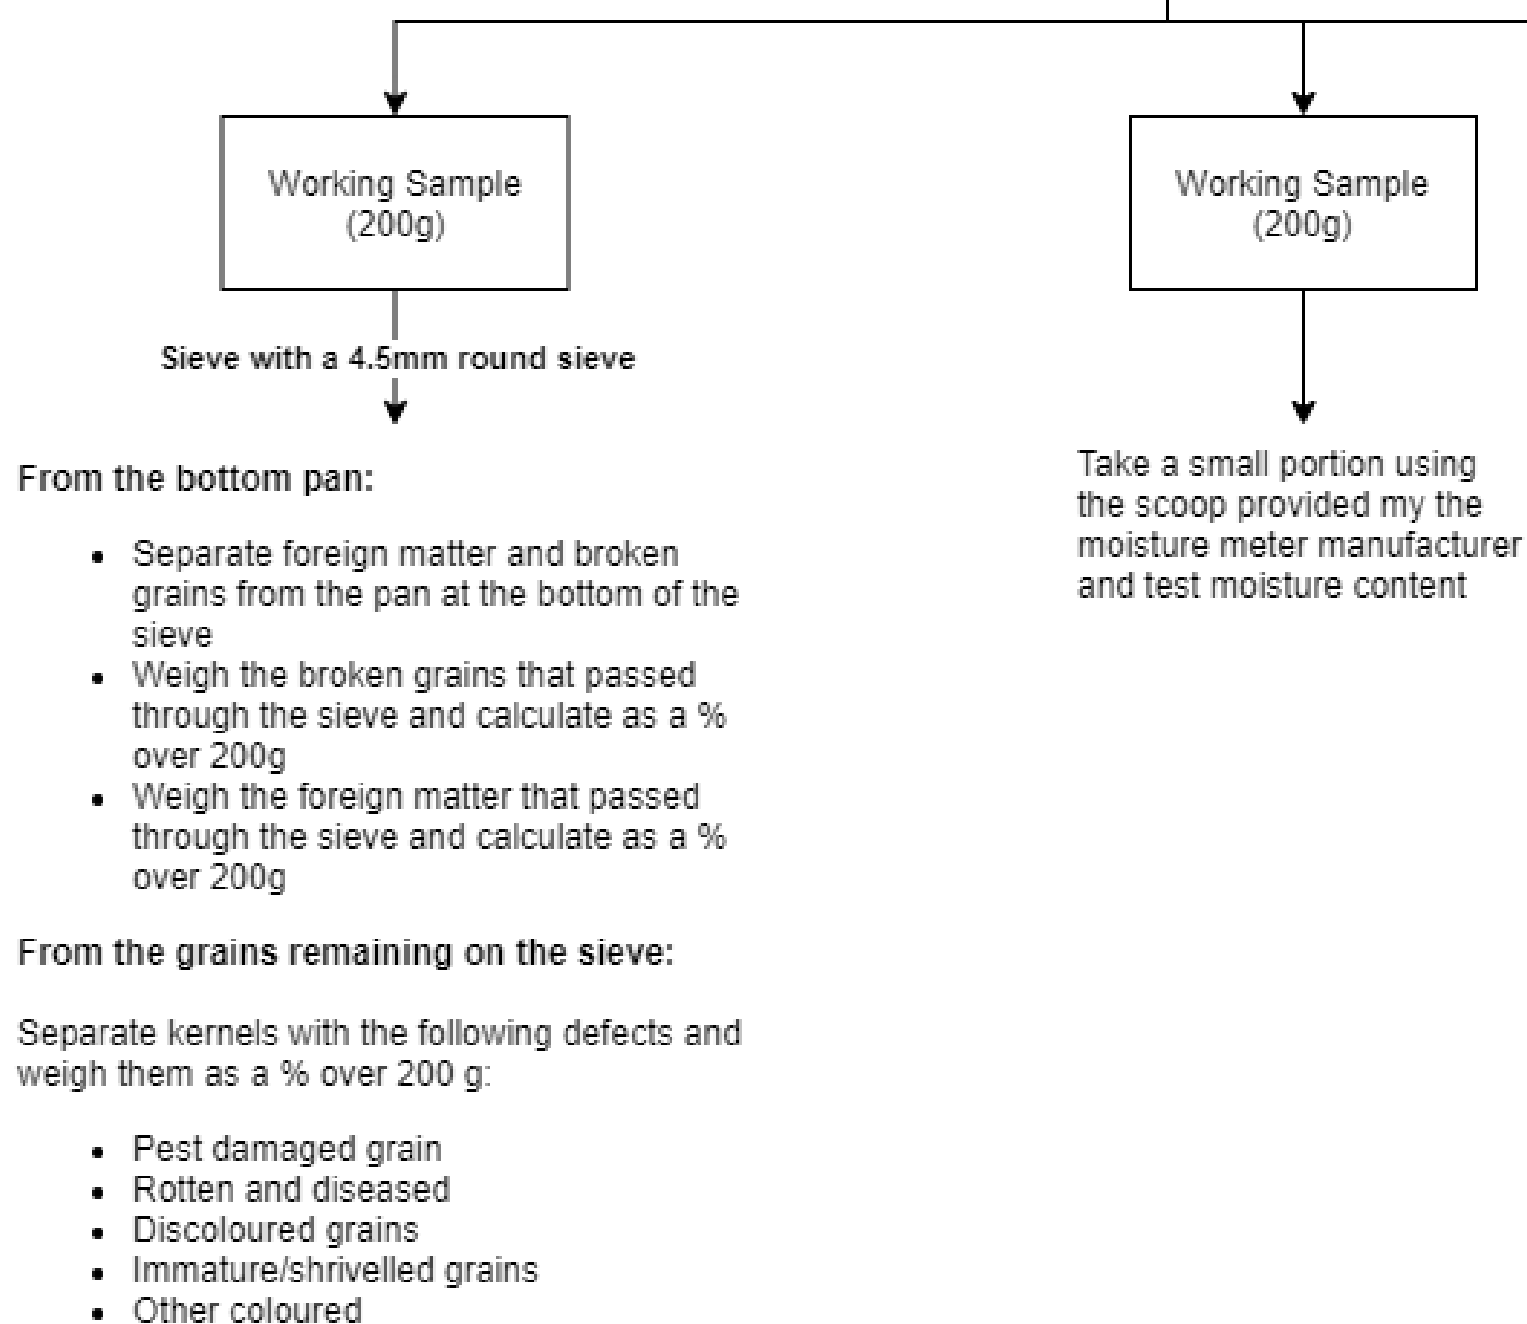 Working Sample
(200g)
Sieve with a 4.5mm round sieve
From the bottom pan:
• Separate foreign matter and broken
grains from the pan at the bottom of the
sieve
• Weigh the broken grains that passed
through the sieve and calculate as a %
over 200g
• Weigh the foreign matter that passed
through the sieve and calculate as a %
over 200g
From the grains remaining on the sieve:
Separate kernels with the following defects and
weigh them as a % over 200 g:
• Pest damaged grain
• Rotten and diseased
• Discoloured grains
• Immature/shrivelled grains
• Other coloured
Working Sample
(200g)
Take a small portion using
the scoop provided my the
moisture meter manufacturer
and test moisture content